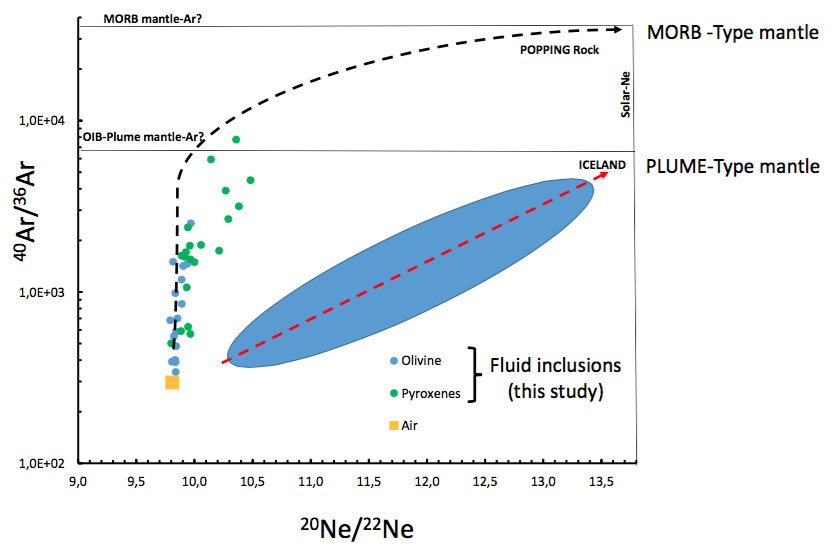 MORB mantle-Ar?
MORB -Type mantle
POPPING Rock
Solar-Ne
1,0E+04
OIB-Plume mantle-Ar?
ICELAND
PLUME-Type mantle
⁴⁰Ar/³⁶Ar
1,0E+03
Olivine
Pyroxenes
Fluid inclusions
(this study)
Air
1,0E+02
9,0 9,5 10,0 10,5 11,0 11,5 12,0 12,5 13,0 13,5
²⁰Ne/²²Ne